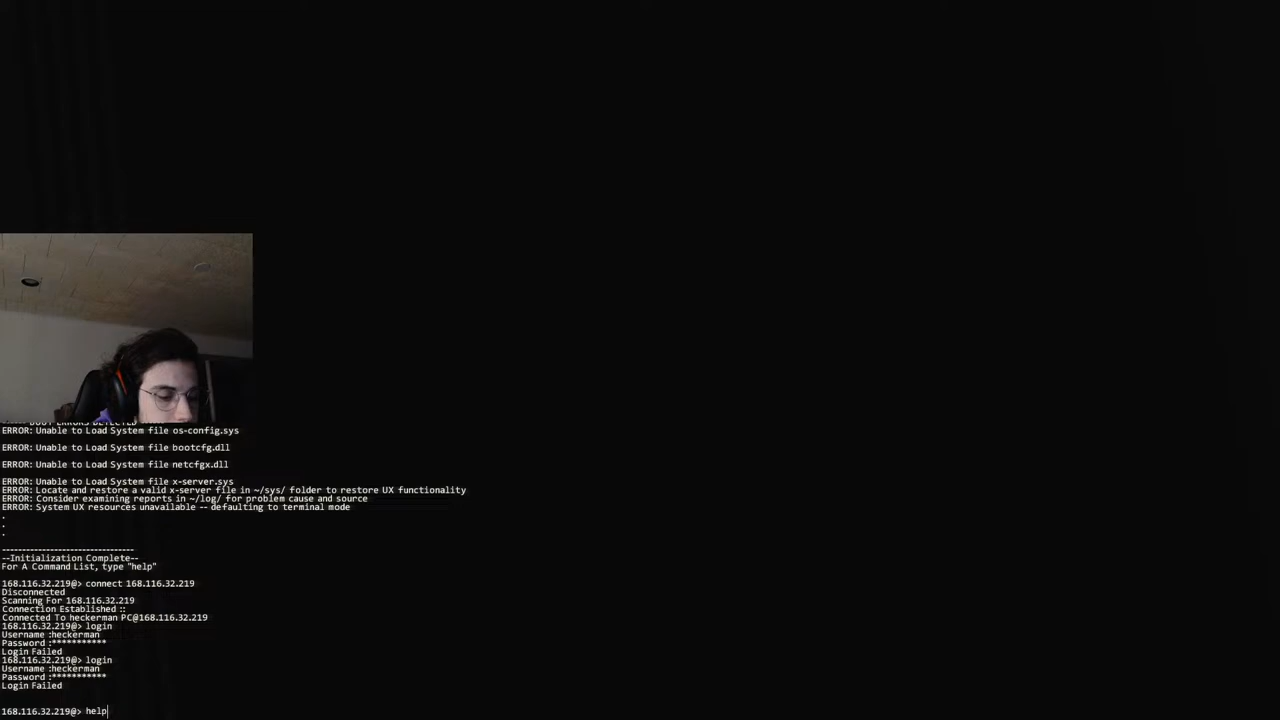 ERROR: Unable to Load System file os-config.sys
ERROR: Unable to Load System file bootcfg.dll
ERROR: Unable to Load System file netcfgx.dll
ERROR: Unable to Load System file x-server.sys
ERROR: Locate and restore a valid x-server file in ~/sys/ folder to restore UX functionality
ERROR: Consider examining reports in ~/log/ for problem cause and source
ERROR: System UX resources unavailable -- defaulting to terminal mode
.
.
.
---------------------------------
--Initialization Complete--
For A Command List, type "help"
168.116.32.219@> connect 168.116.32.219
Disconnected
Scanning For 168.116.32.219
Connection Established ::
Connected To heckerman PC@168.116.32.219
168.116.32.219@> login
Username :heckerman
Password :***********
Login Failed
168.116.32.219@> login
Username :heckerman
Password :***********
Login Failed
168.116.32.219@> help